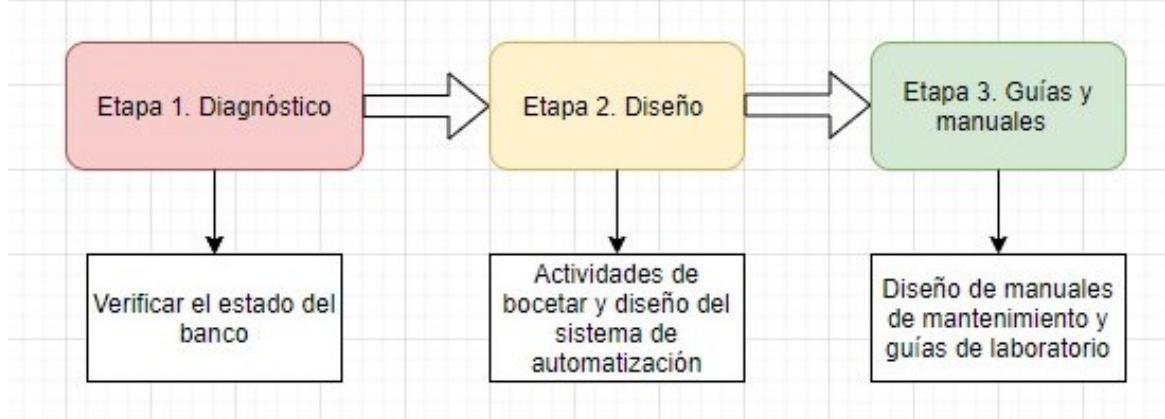 Etapa 1. Diagnóstico
Etapa 2. Diseño
Etapa 3. Guías y
manuales
Verificar el estado del
banco
Actividades de
bocetar y diseño del
sistema de
automatización
Diseño de manuales
de mantenimiento y
guías de laboratorio